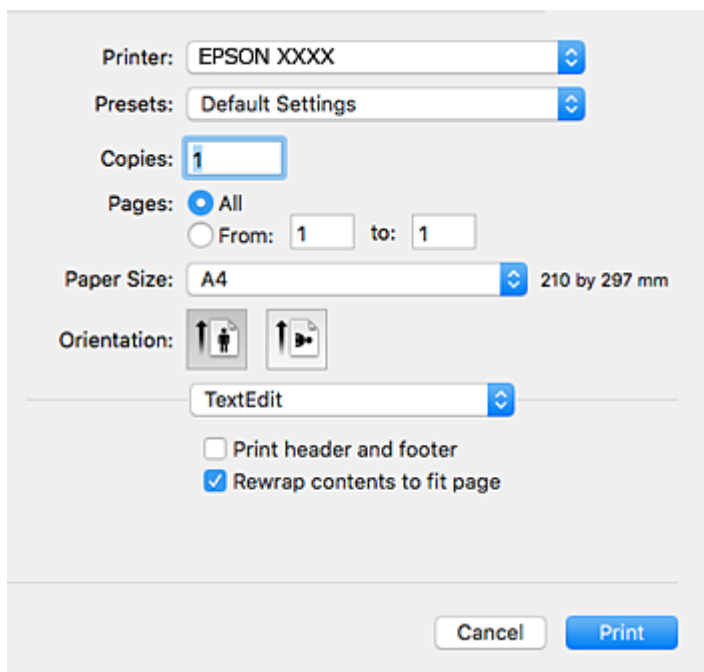 Printer: EPSON XXXX
Presets: Default Settings
Copies: 1
Pages: All
From: 1 to: 1
Paper Size: A4 210 by 297 mm
Orientation:
TextEdit
Print header and footer
Rewrap contents to fit page
Cancel Print